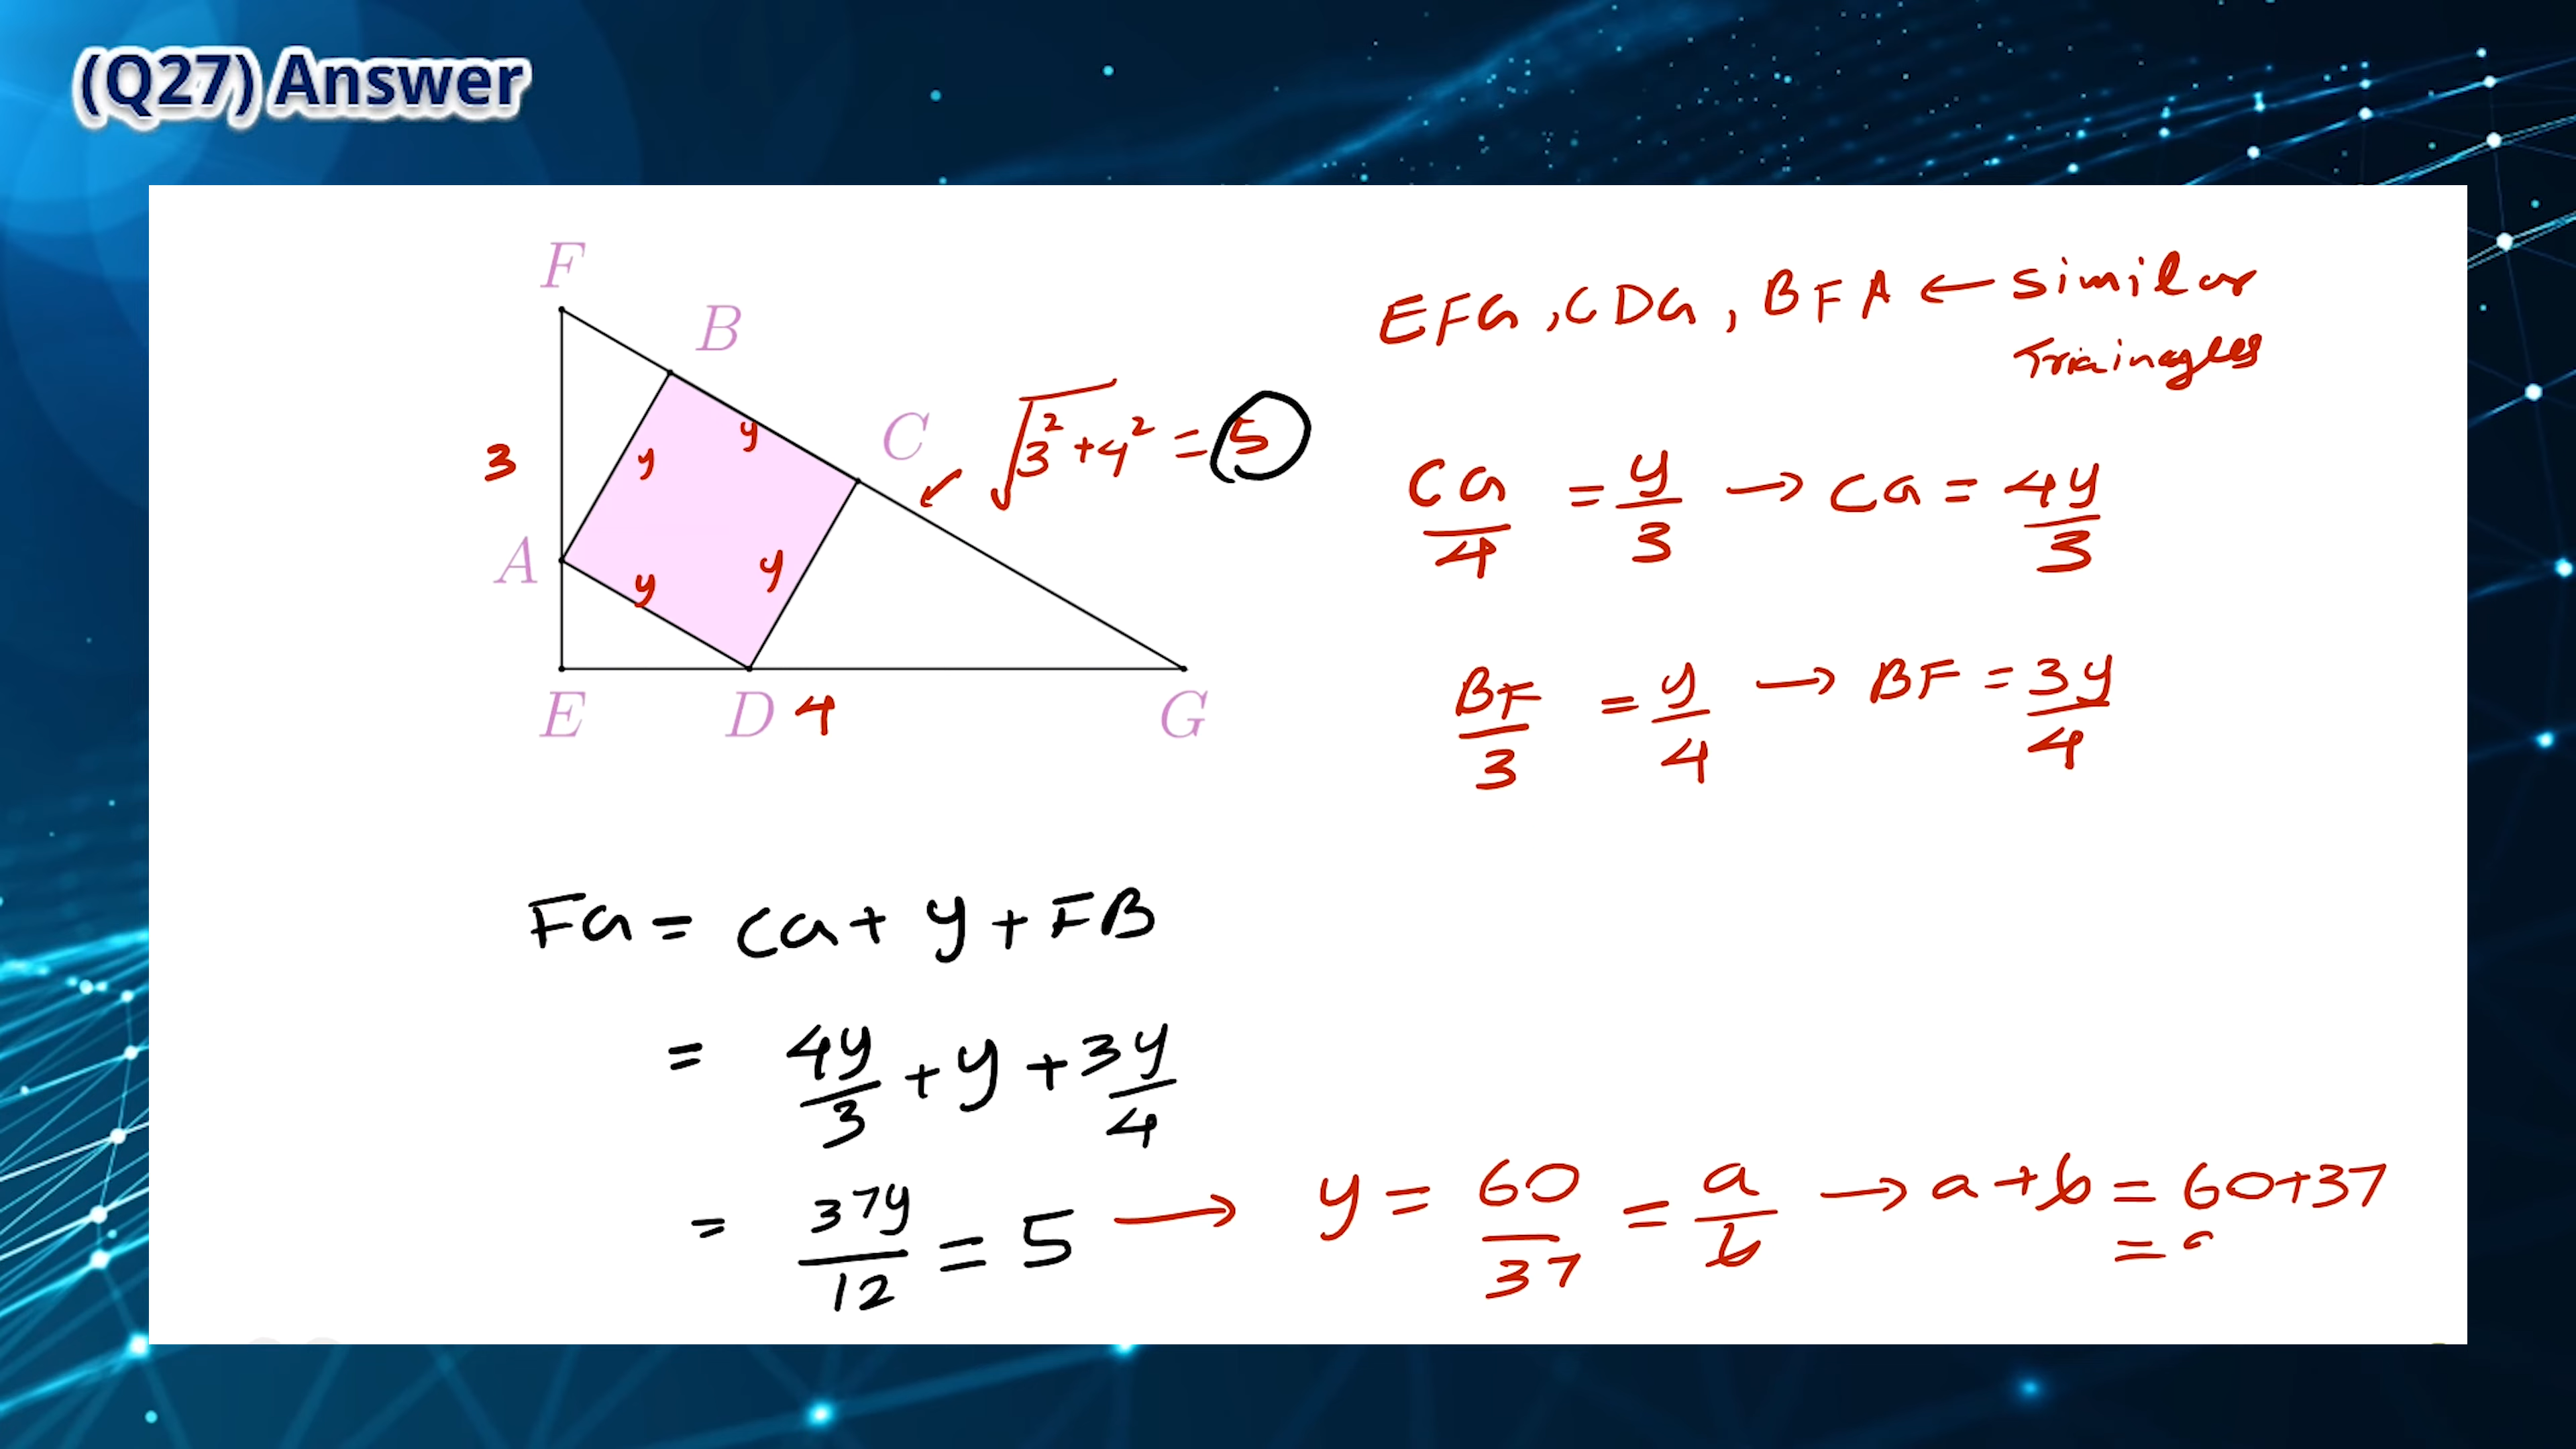 (Q27) Answer
F
B
C
A
E
D
G
3
4
y
y
y
y
√3²+4² = 5
EFG, CDG, BFA ← similar
Trainagles
CG/4 = y/3 → CG = 4y/3
BF/3 = y/4 → BF = 3y/4
FG = CG + y + FB
= 4y/3 + y + 3y/4
= 37y/12 = 5 → y = 60/37 = a/b → a+b = 60+37
=